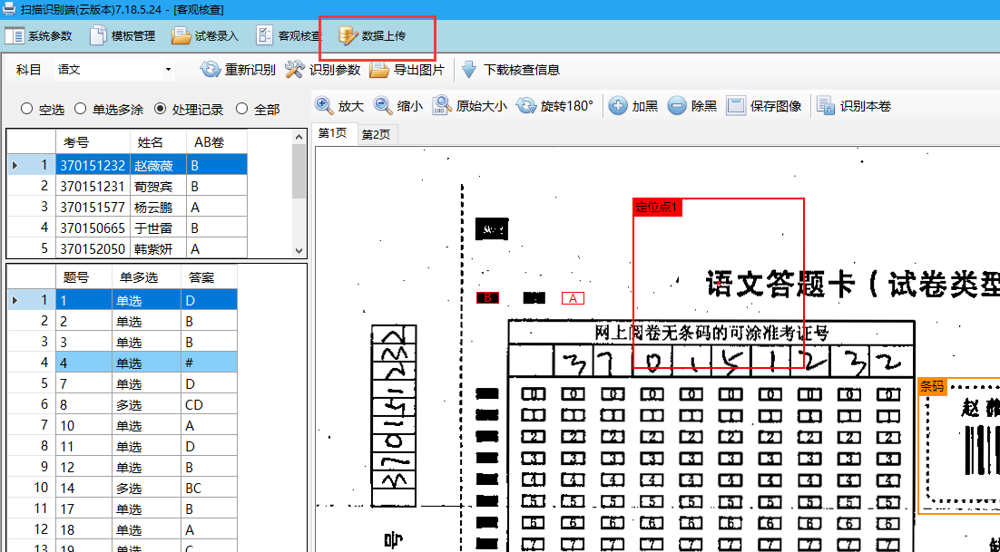 扫描识别端(云版本)7.18.5.24 - [客观核查]
系统参数 模板管理 试卷录入 客观核查 数据上传
科目 语文 重新识别 识别参数 导出图片 下载核查信息
空选 单选多涂 处理记录 全部
放大 缩小 100 原始大小 旋转180° 加黑 除黑 保存图像 识别本卷
第1页 第2页
考号 姓名 AB卷
1 370151232 赵薇薇 B
2 370151231 荀贺宾 B
3 370151577 杨云鹏 A
4 370150665 于世雷 B
5 370152050 韩紫妍 A
题号 单多选 答案
1 1 单选 D
2 2 单选 B
3 3 单选 B
4 4 单选 #
5 7 单选 D
6 8 多选 CD
7 10 单选 A
8 11 单选 D
9 12 单选 B
10 14 多选 BC
11 17 单选 B
12 18 单选 A
13 19 单选 C
定位点1
语文答题卡（试卷类型
B A
网上阅卷无条码的可涂准考证号
3 7 0 1 5 1 2 3 2
370151232
号
条码
赵
0 0 0 0 0 0 0 0 0 0
1 1 1 1 1 1 1 1 1 1
2 2 2 2 2 2 2 2 2 2
3 3 3 3 3 3 3 3 3 3
4 4 4 4 4 4 4 4 4 4
5 5 5 5 5 5 5 5 5 5
6 6 6 6 6 6 6 6 6 6
7 7 7 7 7 7 7 7 7 7